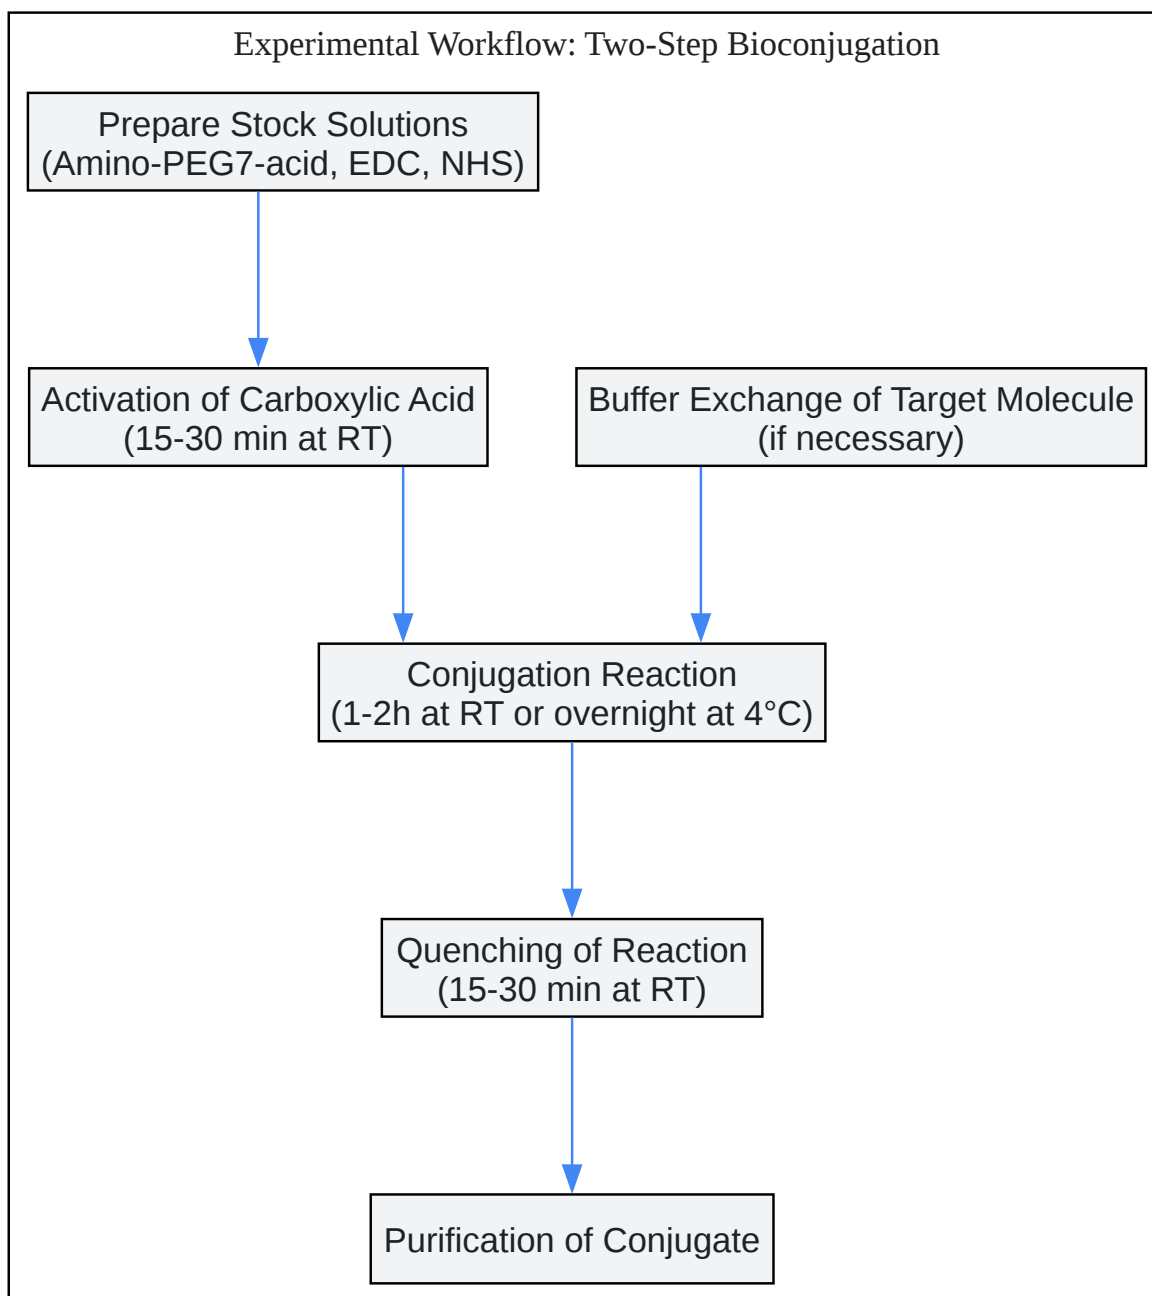 Experimental Workflow: Two-Step Bioconjugation
Prepare Stock Solutions
(Amino-PEG7-acid, EDC, NHS)
Activation of Carboxylic Acid
(15-30 min at RT)
Buffer Exchange of Target Molecule
(if necessary)
Conjugation Reaction
(1-2h at RT or overnight at 4°C)
Quenching of Reaction
(15-30 min at RT)
Purification of Conjugate